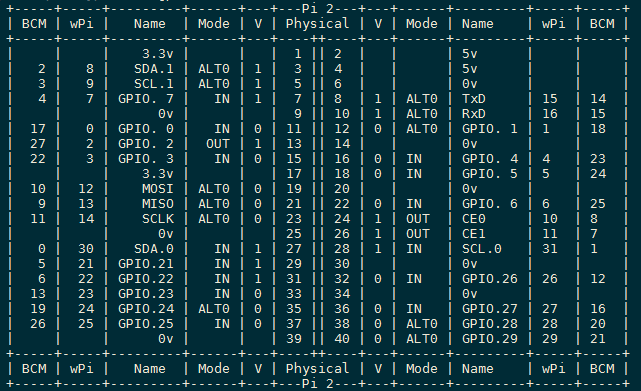 +-----+-----+---------+------+---+---Pi 2---+---+------+---------+-----+-----+
| BCM | wPi |   Name  | Mode | V | Physical | V | Mode | Name    | wPi | BCM |
+-----+-----+---------+------+---+----++----+---+------+---------+-----+-----+
|     |     |    3.3v |      |   |  1 || 2  |   |      | 5v      |     |     |
|   2 |   8 |   SDA.1 | ALT0 | 1 |  3 || 4  |   |      | 5v      |     |     |
|   3 |   9 |   SCL.1 | ALT0 | 1 |  5 || 6  |   |      | 0v      |     |     |
|   4 |   7 | GPIO. 7 |   IN | 1 |  7 || 8  | 1 | ALT0 | TxD     | 15  | 14  |
|     |     |      0v |      |   |  9 || 10 | 1 | ALT0 | RxD     | 16  | 15  |
|  17 |   0 | GPIO. 0 |   IN | 0 | 11 || 12 | 0 | ALT0 | GPIO. 1 | 1   | 18  |
|  27 |   2 | GPIO. 2 |  OUT | 1 | 13 || 14 |   |      | 0v      |     |     |
|  22 |   3 | GPIO. 3 |   IN | 0 | 15 || 16 | 0 | IN   | GPIO. 4 | 4   | 23  |
|     |     |    3.3v |      |   | 17 || 18 | 0 | IN   | GPIO. 5 | 5   | 24  |
|  10 |  12 |    MOSI | ALT0 | 0 | 19 || 20 |   |      | 0v      |     |     |
|   9 |  13 |    MISO | ALT0 | 0 | 21 || 22 | 0 | IN   | GPIO. 6 | 6   | 25  |
|  11 |  14 |    SCLK | ALT0 | 0 | 23 || 24 | 1 | OUT  | CE0     | 10  | 8   |
|     |     |      0v |      |   | 25 || 26 | 1 | OUT  | CE1     | 11  | 7   |
|   0 |  30 |   SDA.0 |   IN | 1 | 27 || 28 | 1 | IN   | SCL.0   | 31  | 1   |
|   5 |  21 | GPIO.21 |   IN | 1 | 29 || 30 |   |      | 0v      |     |     |
|   6 |  22 | GPIO.22 |   IN | 1 | 31 || 32 | 0 | IN   | GPIO.26 | 26  | 12  |
|  13 |  23 | GPIO.23 |   IN | 0 | 33 || 34 |   |      | 0v      |     |     |
|  19 |  24 | GPIO.24 | ALT0 | 0 | 35 || 36 | 0 | IN   | GPIO.27 | 27  | 16  |
|  26 |  25 | GPIO.25 |   IN | 0 | 37 || 38 | 0 | ALT0 | GPIO.28 | 28  | 20  |
|     |     |      0v |      |   | 39 || 40 | 0 | ALT0 | GPIO.29 | 29  | 21  |
+-----+-----+---------+------+---+----++----+---+------+---------+-----+-----+
| BCM | wPi |   Name  | Mode | V | Physical | V | Mode | Name    | wPi | BCM |
+-----+-----+---------+------+---+---Pi 2---+---+------+---------+-----+-----+